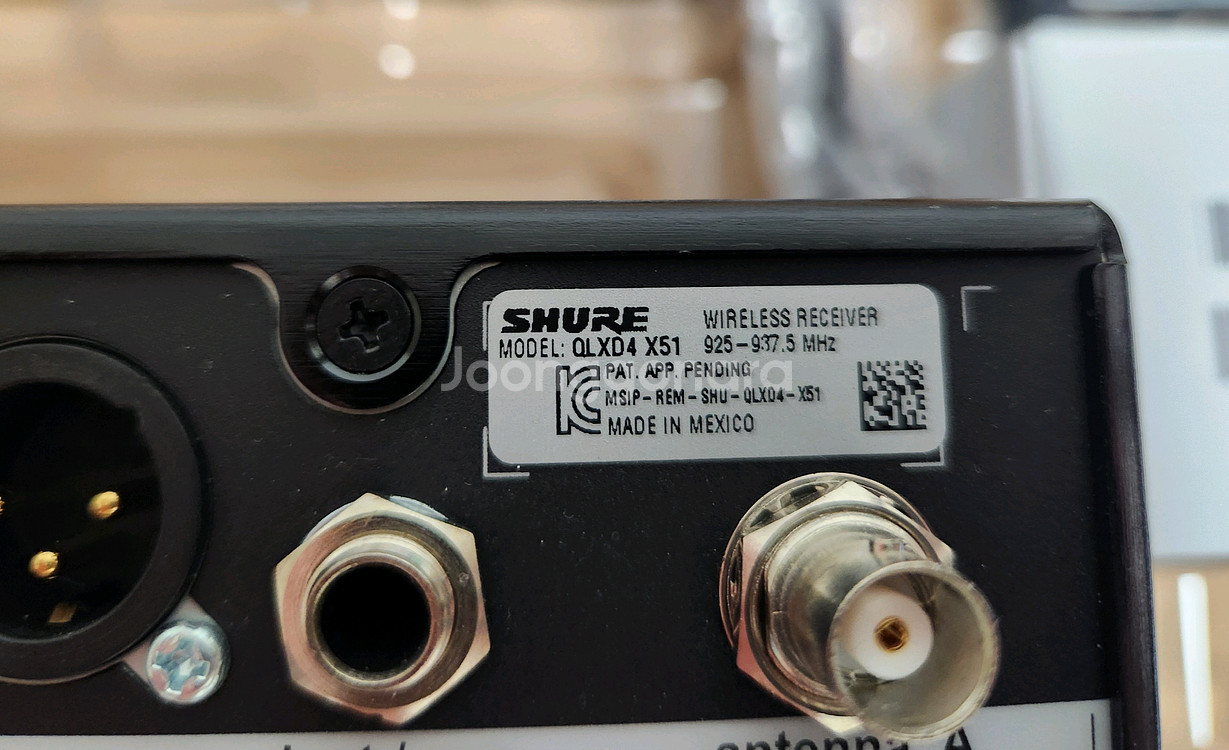 SHURE WIRELESS RECEIVER
MODEL: QLXD4 X51 925-937.5 MHz
PAT. APP. PENDING
MSIP-REM-SHU-QLXD4-X51
MADE IN MEXICO
Joongonara
antenna A